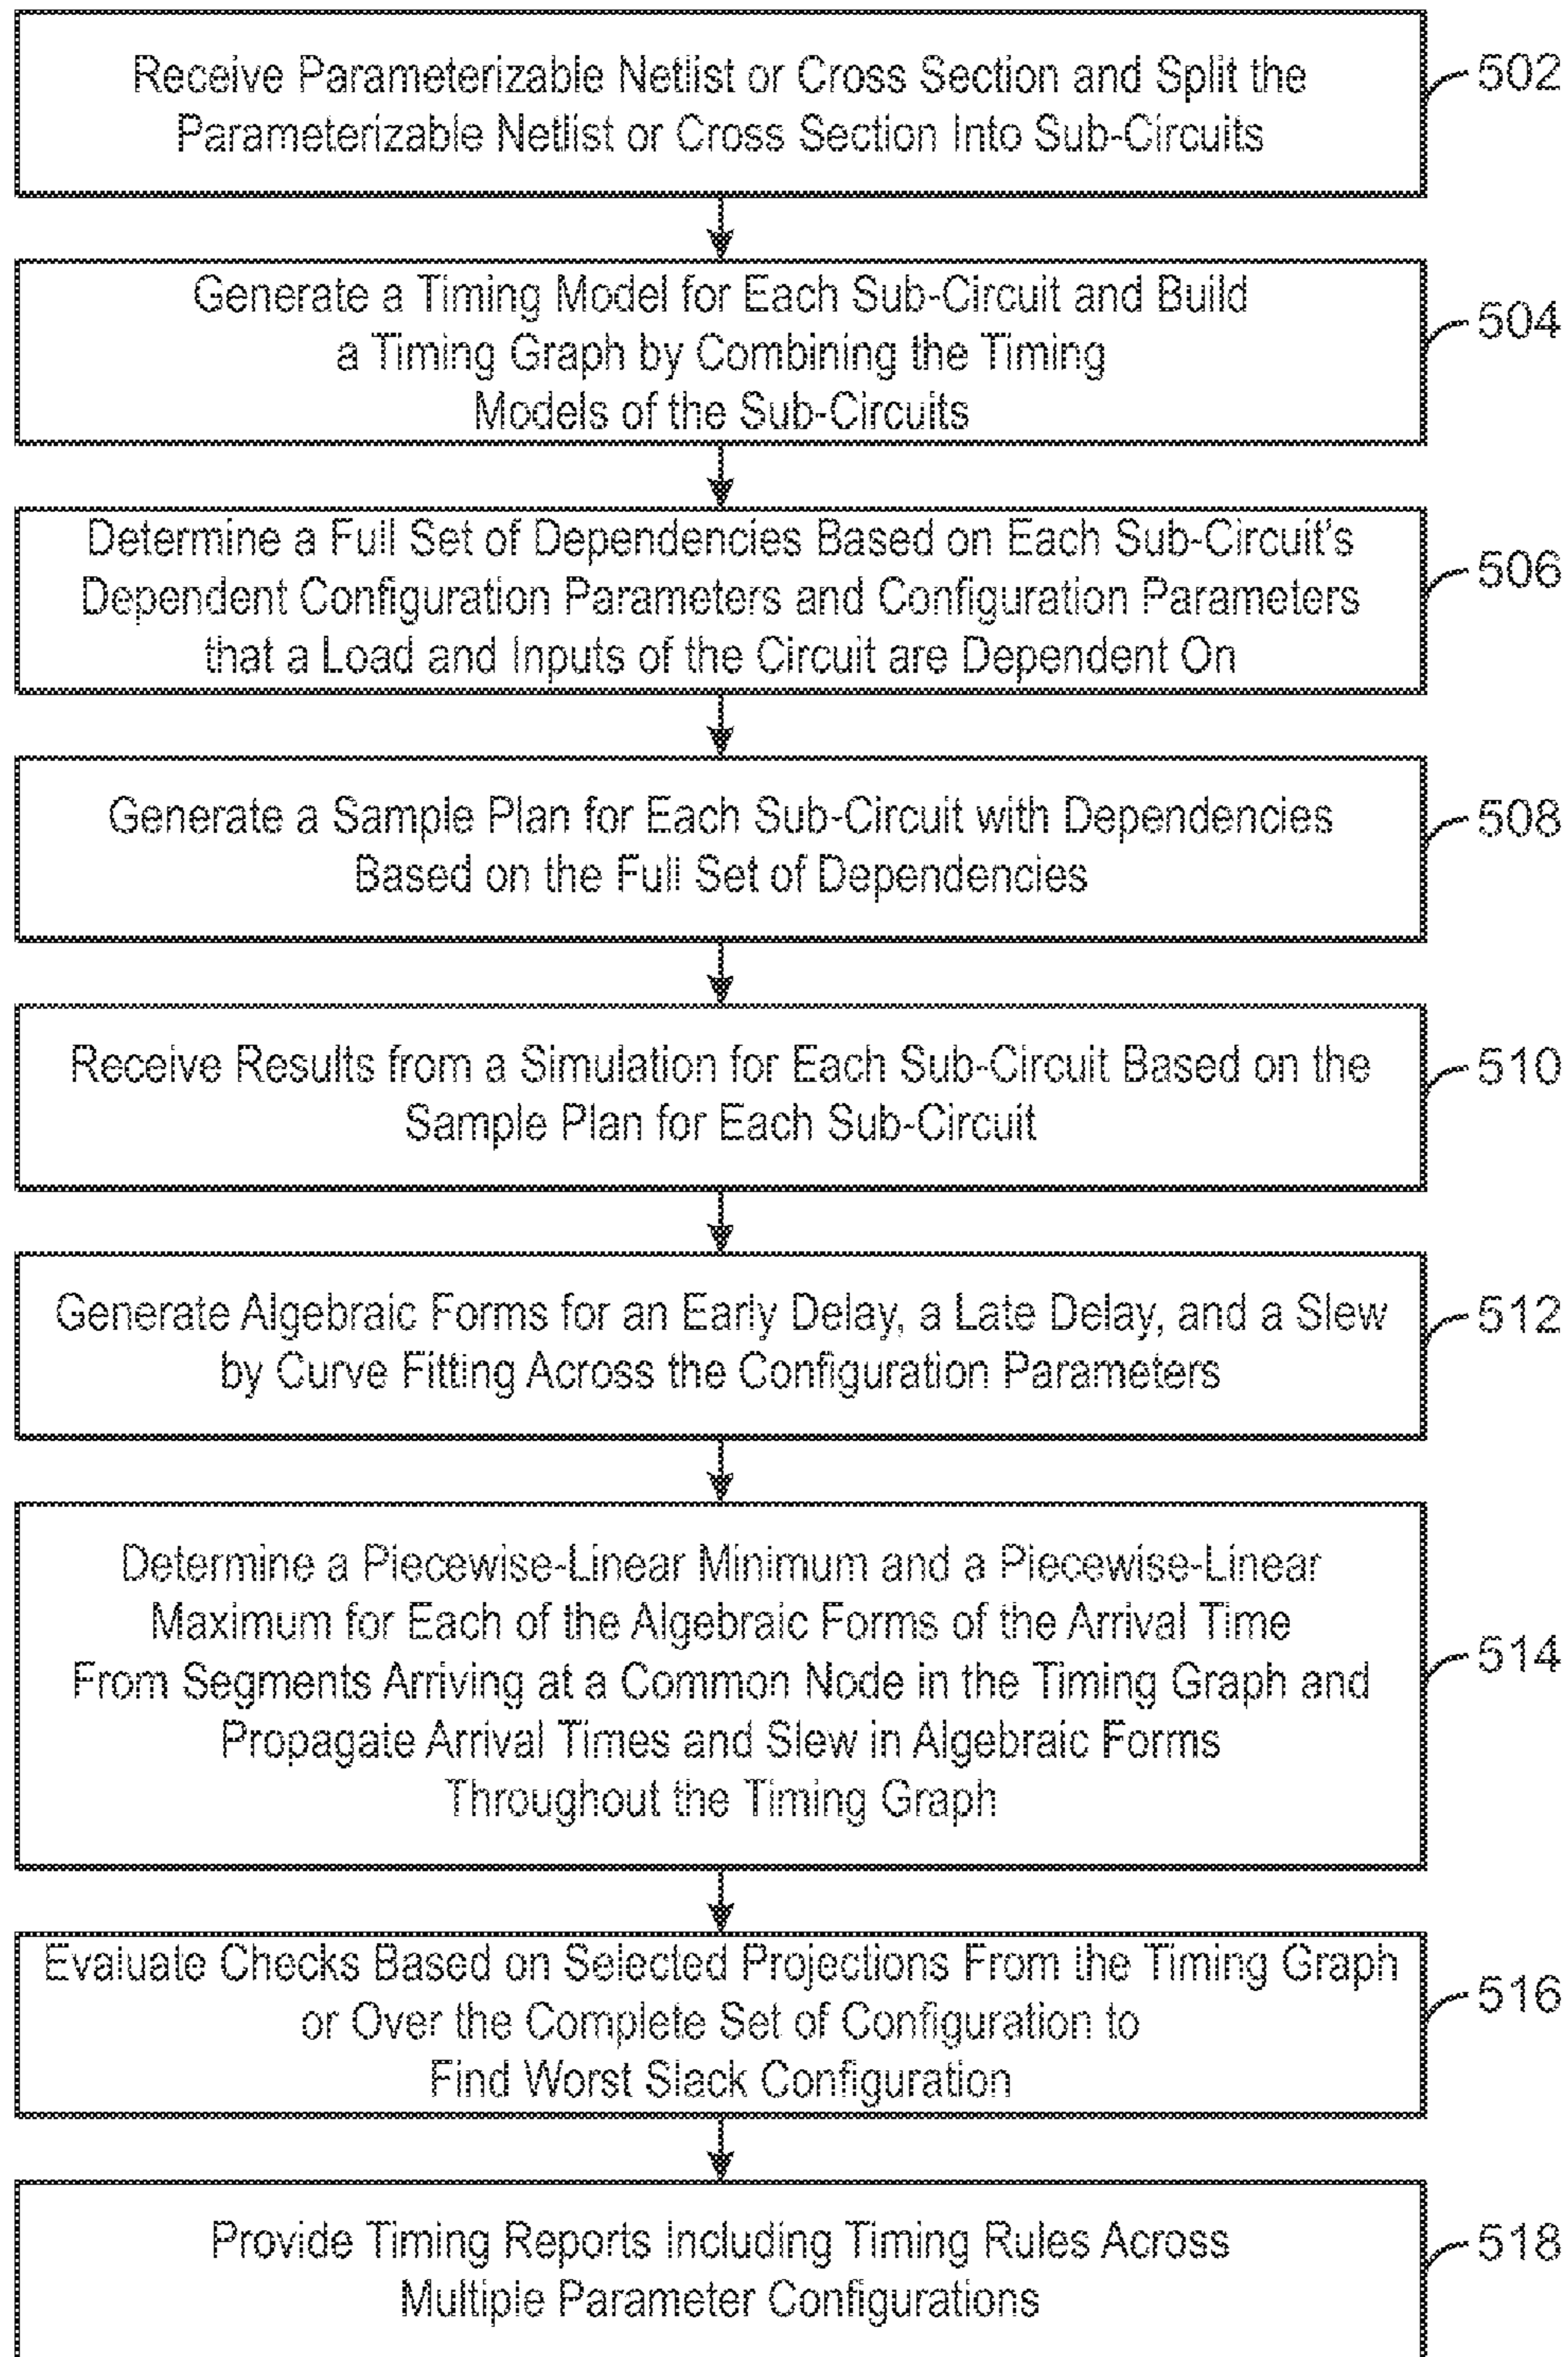 Receive Parameterizable Netlist or Cross Section and Split the
Parameterizable Netlist or Cross Section Into Sub-Circuits
502
Generate a Timing Model for Each Sub-Circuit and Build
a Timing Graph by Combining the Timing
Models of the Sub-Circuits
504
Determine a Full Set of Dependencies Based on Each Sub-Circuit's
Dependent Configuration Parameters and Configuration Parameters
that a Load and Inputs of the Circuit are Dependent On
506
Generate a Sample Plan for Each Sub-Circuit with Dependencies
Based on the Full Set of Dependencies
508
Receive Results from a Simulation for Each Sub-Circuit Based on the
Sample Plan for Each Sub-Circuit
510
Generate Algebraic Forms for an Early Delay, a Late Delay, and a Slew
by Curve Fitting Across the Configuration Parameters
512
Determine a Piecewise-Linear Minimum and a Piecewise-Linear
Maximum for Each of the Algebraic Forms of the Arrival Time
From Segments Arriving at a Common Node in the Timing Graph and
Propagate Arrival Times and Slew in Algebraic Forms
Throughout the Timing Graph
514
Evaluate Checks Based on Selected Projections From the Timing Graph
or Over the Complete Set of Configuration to
Find Worst Slack Configuration
516
Provide Timing Reports Including Timing Rules Across
Multiple Parameter Configurations
518